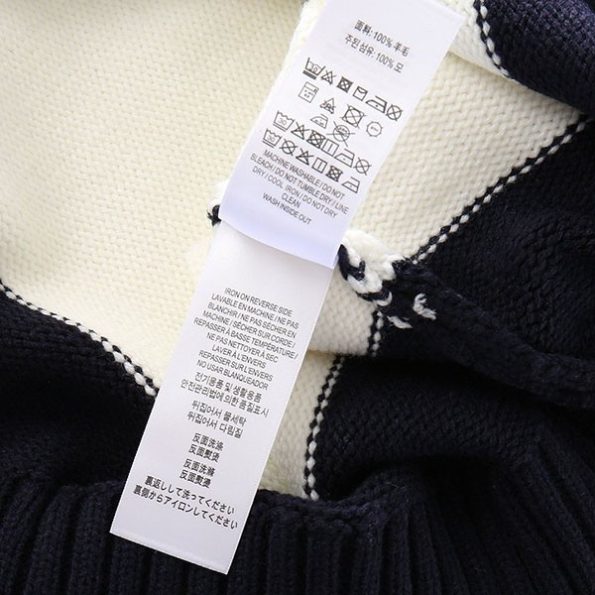 面料:100% 羊毛
주된섬유:100% 모
MACHINE WASHABLE / DO NOT
BLEACH / DO NOT TUMBLE DRY / LINE
DRY / COOL IRON / DO NOT DRY
CLEAN
WASH INSIDE OUT
IRON ON REVERSE SIDE
LAVABLE EN MACHINE / NE PAS
BLANCHIR / NE PAS SÉCHER EN
MACHINE / SÉCHER SUR CORDE /
REPASSER À BASSE TEMPÉRATURE /
NE PAS NETTOYER À SEC
LAVER À L'ENVERS
NO USAR BLANQUEADOR
전기용품 및 생활용품
안전관리법에 의한 품질표시
뒤집어서 물세탁
뒤집어서 다림질
反面洗涤
反面熨烫
反面洗滌
反面熨燙
裏返しして洗ってください
裏側からアイロンしてください